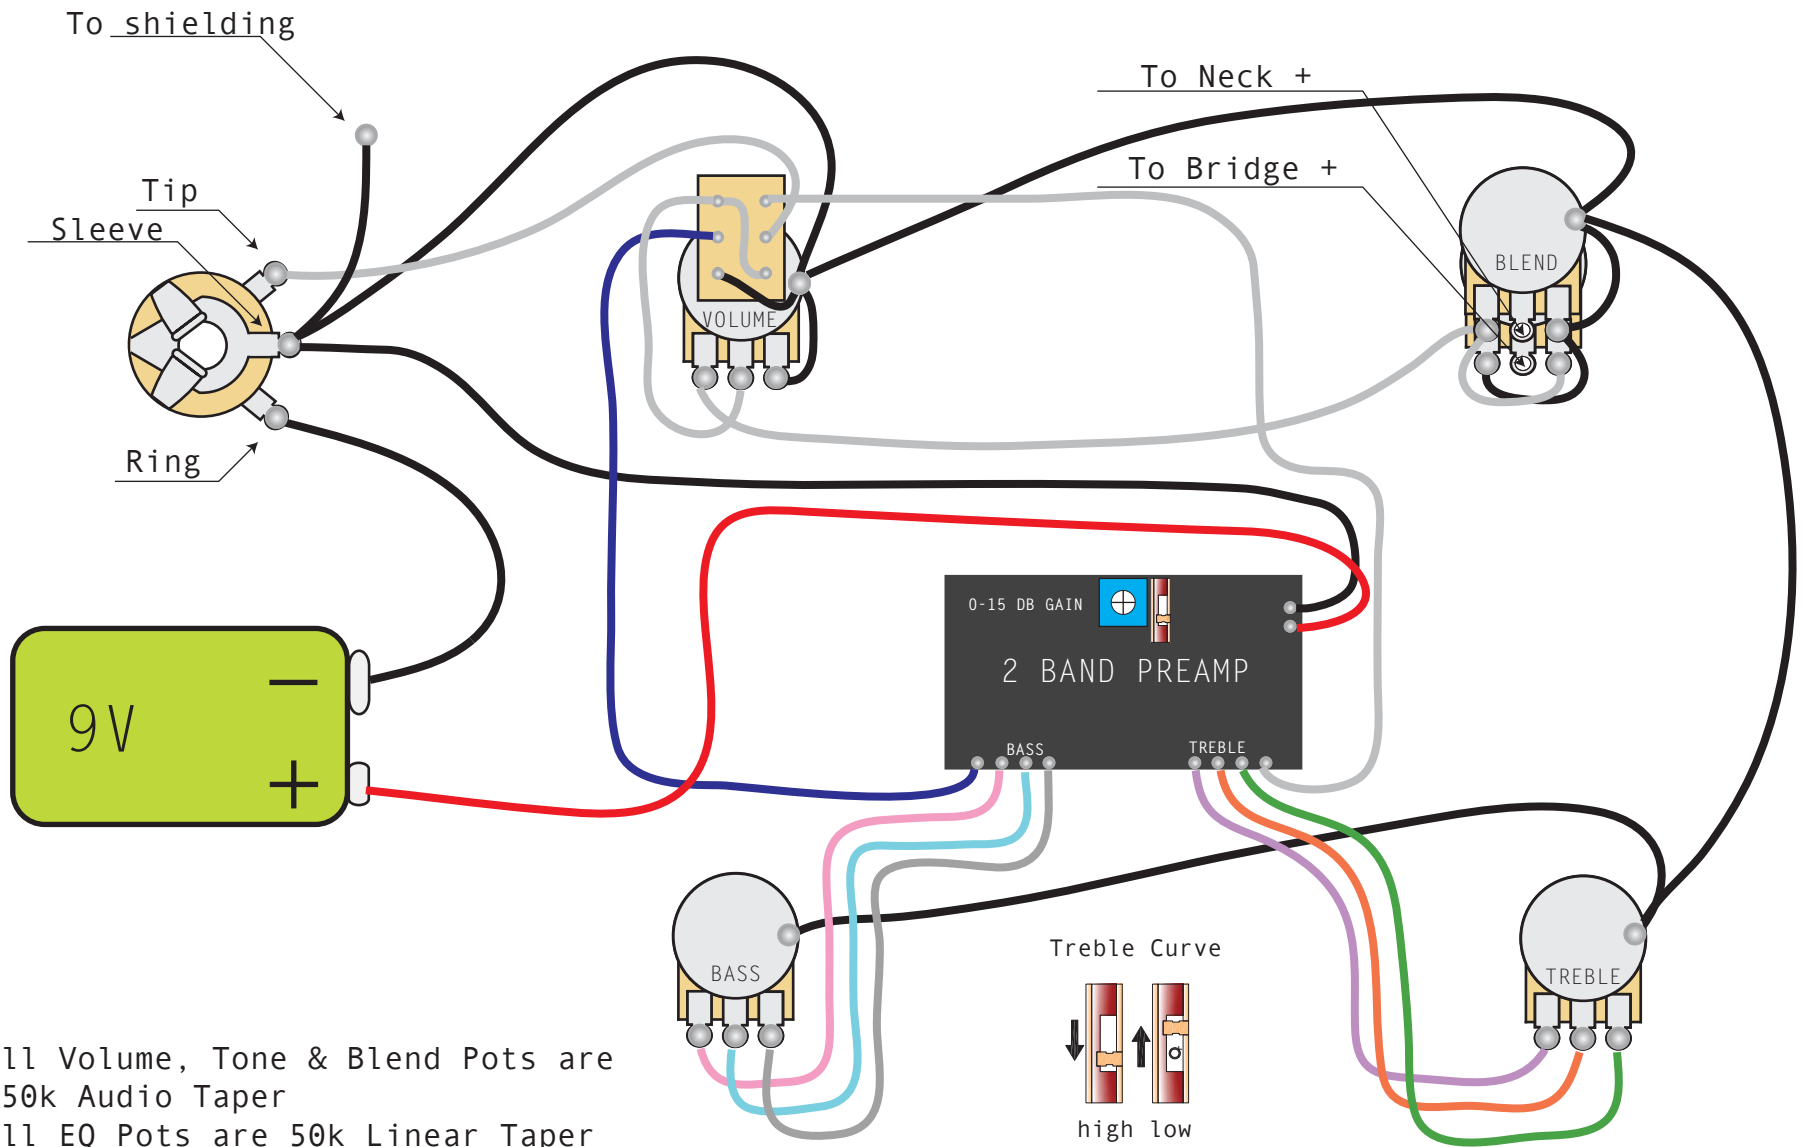 To shielding
To Neck +
To Bridge +
Tip
Sleeve
BLEND
VOLUME
Ring
0-15 DB GAIN
2 BAND PREAMP
9V
BASS
TREBLE
Treble Curve
BASS
TREBLE
high low
ll Volume, Tone & Blend Pots are
50k Audio Taper
ll EQ Pots are 50k Linear Taper